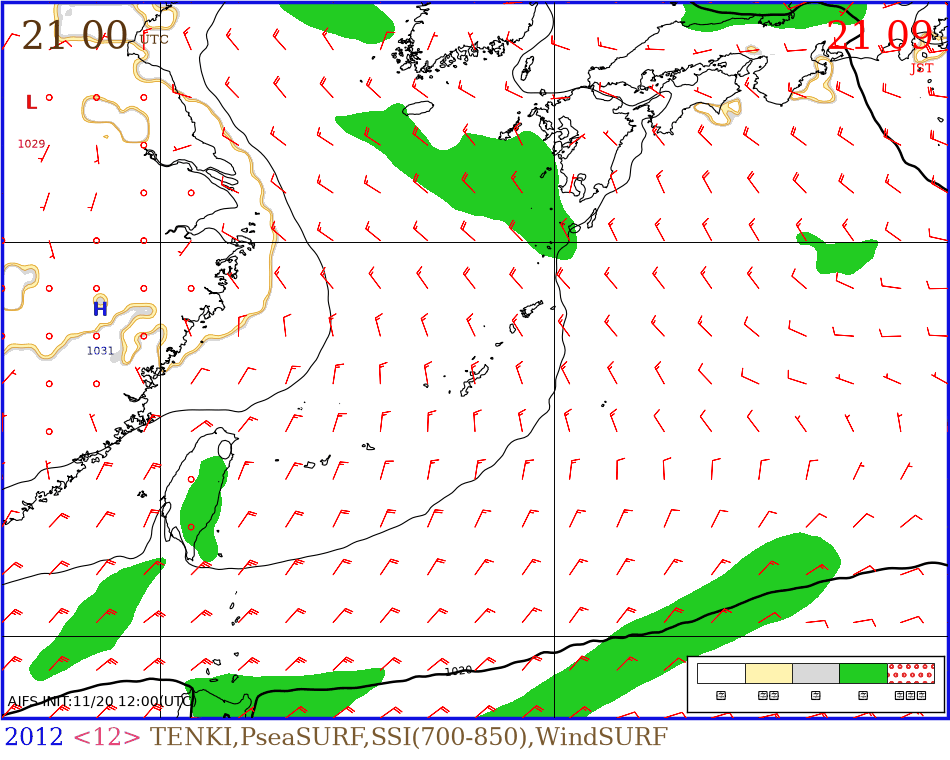 21 00 UTC
21 09 JST
L
1029
H
1031
1020
AIFS INIT:11/20 12:00(UTC)
2012 <12> TENKI,PseaSURF,SSI(700-850),WindSURF